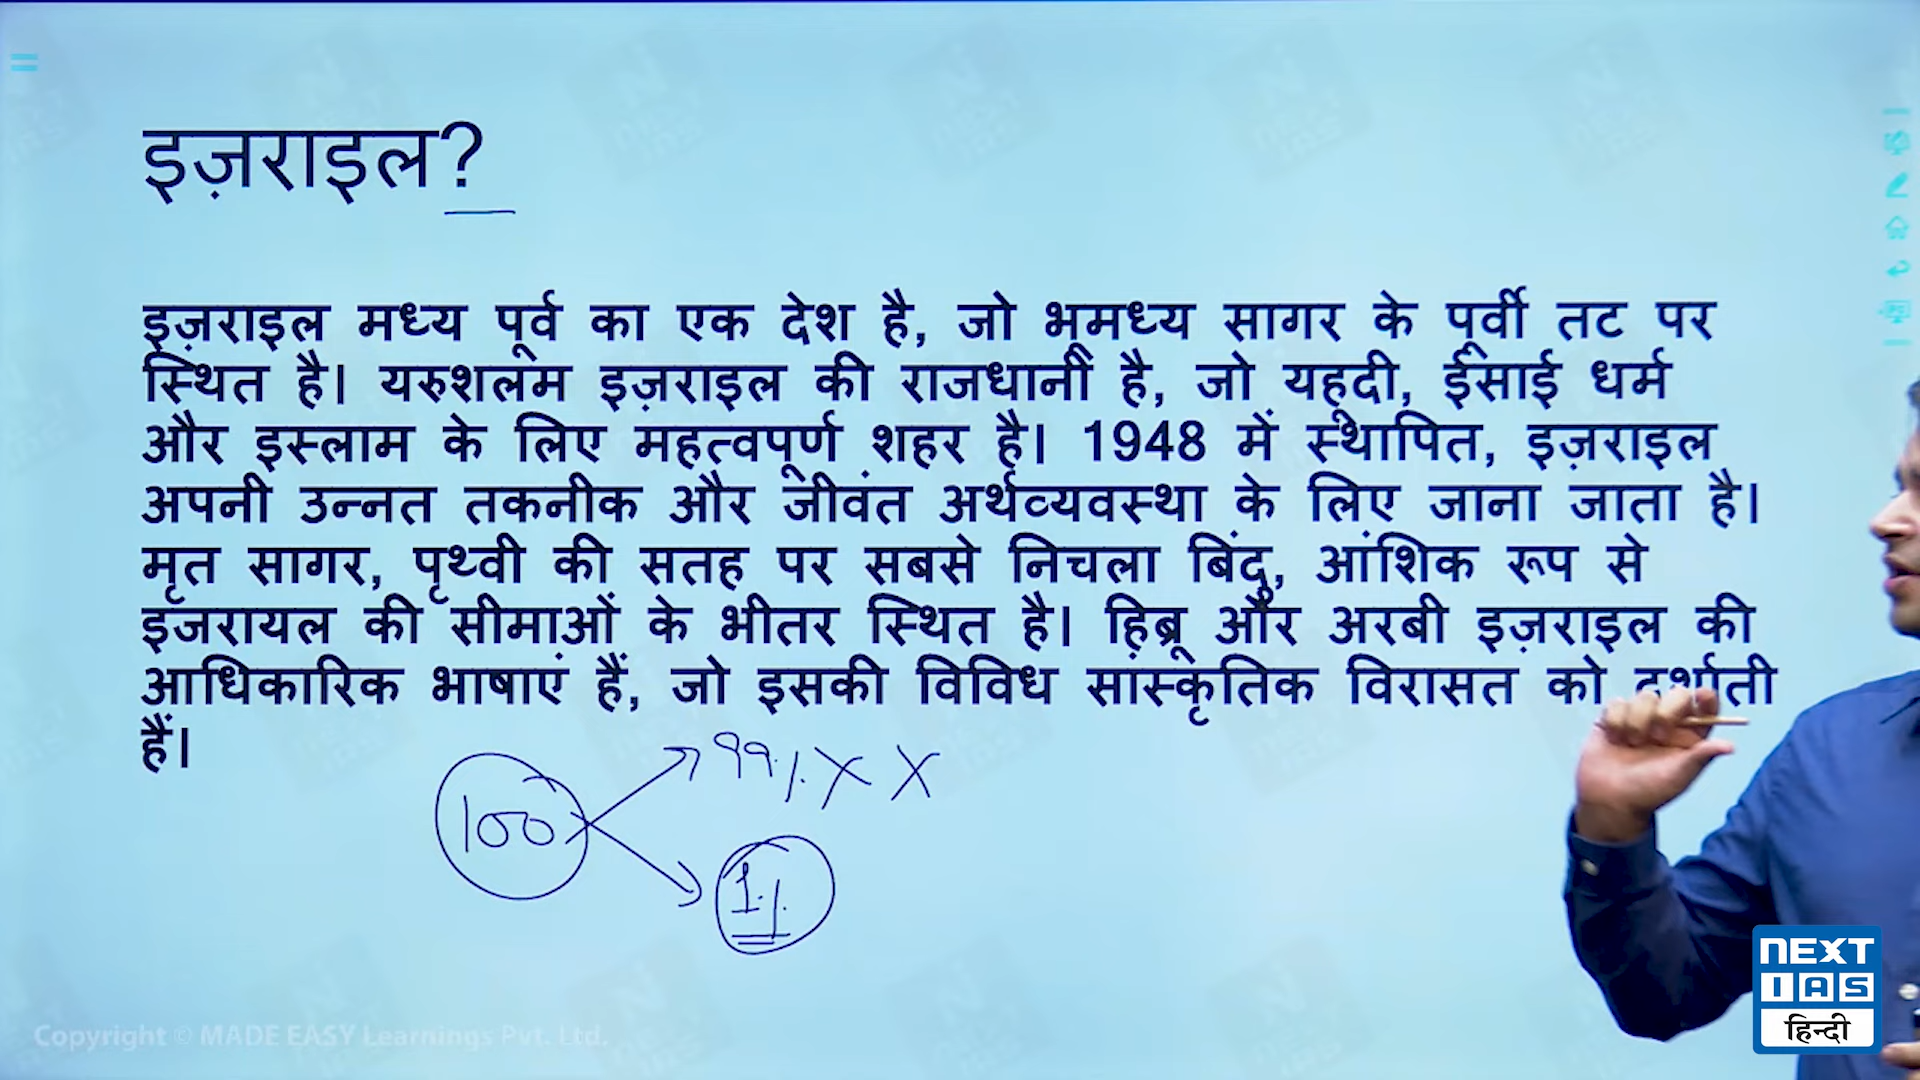 इज़राइल?
इज़राइल मध्य पूर्व का एक देश है, जो भूमध्य सागर के पूर्वी तट पर
स्थित है। यरुशलम इज़राइल की राजधानी है, जो यहूदी, ईसाई धर्म
और इस्लाम के लिए महत्वपूर्ण शहर है। 1948 में स्थापित, इज़राइल
अपनी उन्नत तकनीक और जीवंत अर्थव्यवस्था के लिए जाना जाता है।
मृत सागर, पृथ्वी की सतह पर सबसे निचला बिंदु, आंशिक रूप से
इजरायल की सीमाओं के भीतर स्थित है। हिब्रू और अरबी इज़राइल की
आधिकारिक भाषाएं हैं, जो इसकी विविध सांस्कृतिक विरासत को दर्शाती
हैं।
99% X X
100
1%
NEXT
IAS
हिन्दी
Copyright © MADE EASY Learnings Pvt. Ltd.